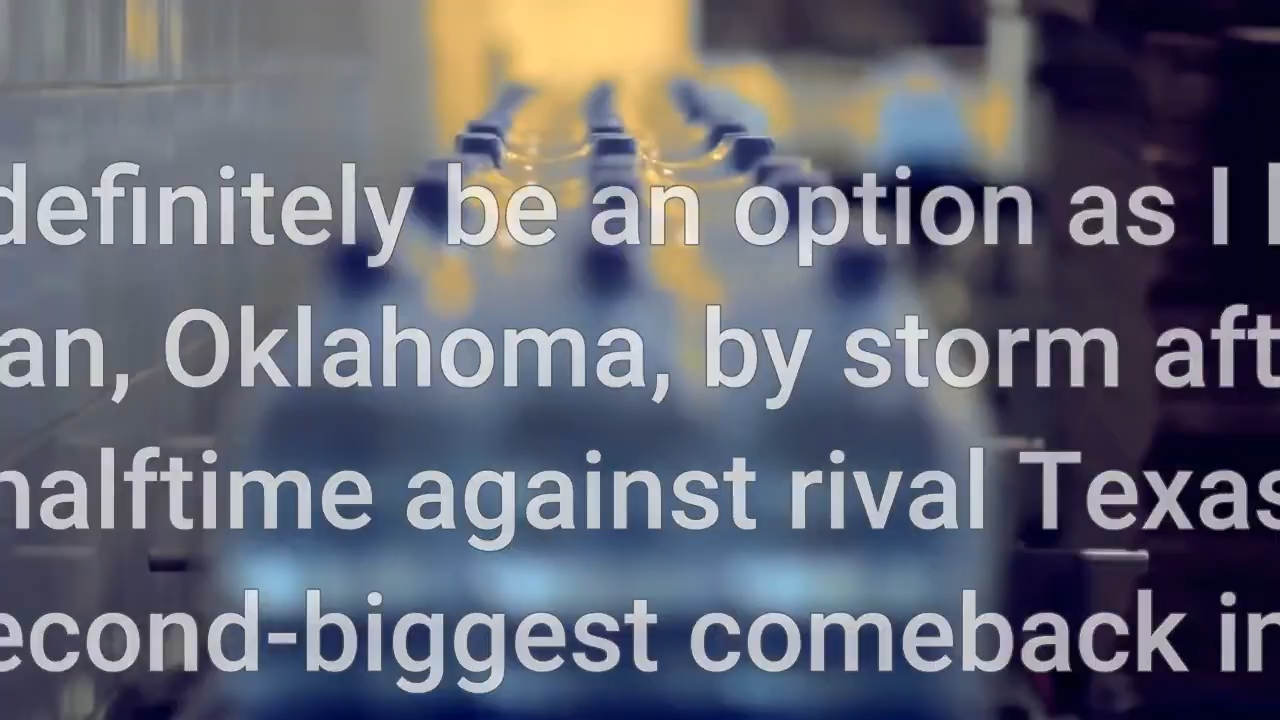 definitely be an option as I
an, Oklahoma, by storm aft
halftime against rival Texas
econd-biggest comeback in